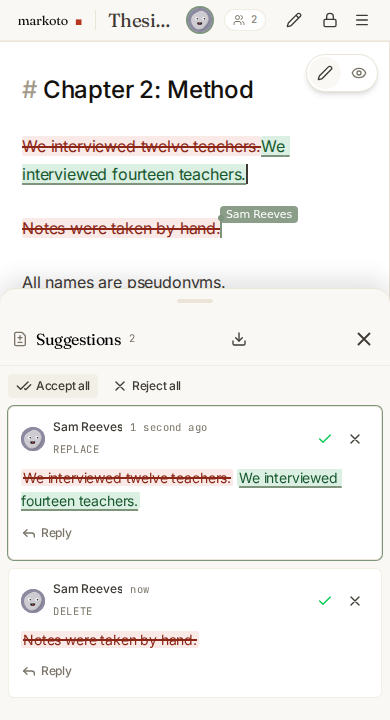 markoto
Thesi...
2
# Chapter 2: Method
We interviewed twelve teachers.We
interviewed fourteen teachers.
Sam Reeves
Notes were taken by hand.
All names are pseudonyms.
Suggestions 2
Accept all
Reject all
Sam Reeves 1 second ago
REPLACE
We interviewed twelve teachers. We interviewed
fourteen teachers.
Reply
Sam Reeves now
DELETE
Notes were taken by hand.
Reply